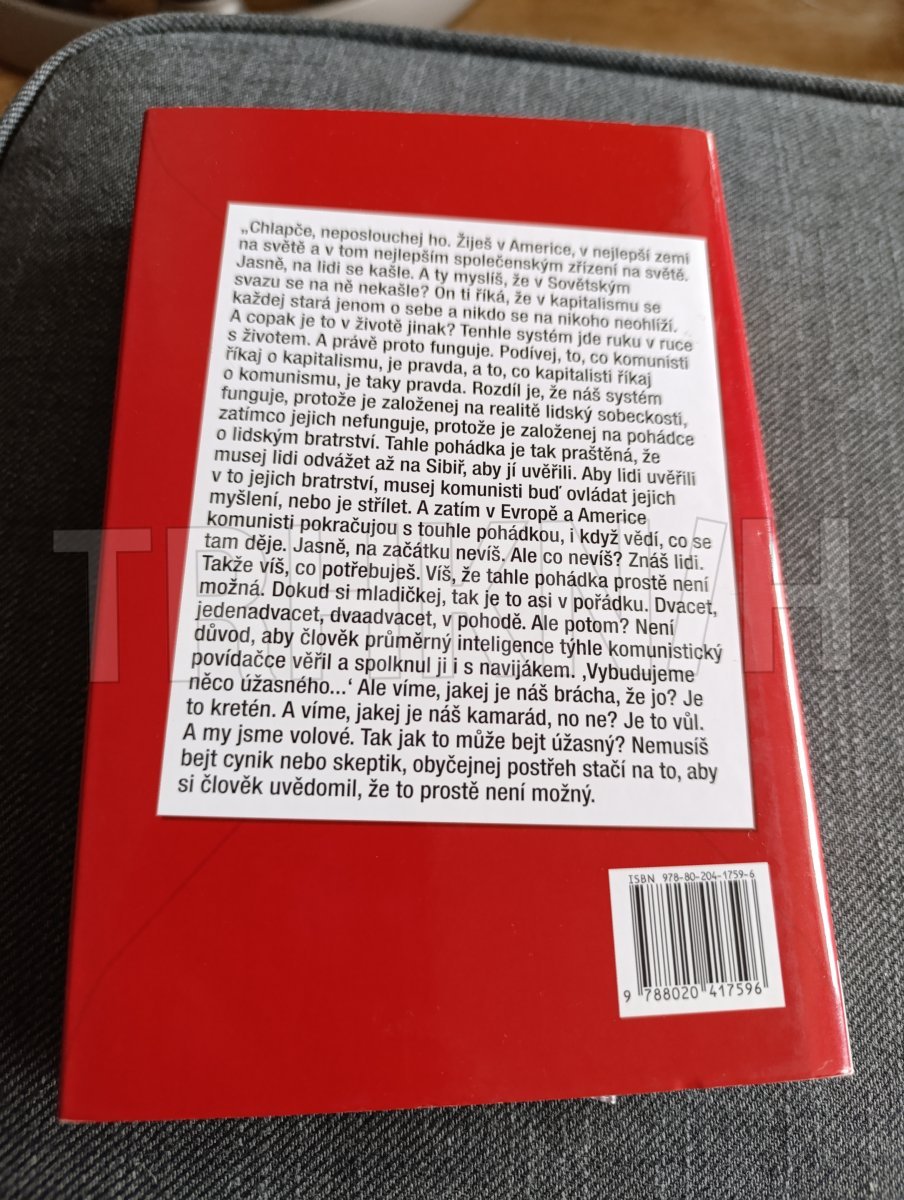 „Chlapče, neposlouchej ho. Žiješ v Americe, v nejlepší zemi
na světě a v tom nejlepším společenským zřízení na světě.
Jasně, na lidi se kašle. A ty myslíš, že v Sovětským
svazu se na ně nekašle? On ti říká, že v kapitalismu se
každej stará jenom o sebe a nikdo se na nikoho neohlíží.
A copak je to v životě jinak? Tenhle systém jde ruku v ruce
s životem. A právě proto funguje. Podívej, to, co komunisti
říkaj o kapitalismu, je pravda, a to, co kapitalisti říkaj
o komunismu, je taky pravda. Rozdíl je, že náš systém
funguje, protože je založenej na realitě lidský sobeckosti,
zatímco jejich nefunguje, protože je založenej na pohádce
o lidským bratrství. Tahle pohádka je tak praštěná, že
musej lidi odvážet až na Sibiř, aby jí uvěřili. Aby lidi uvěřili
v to jejich bratrství, musej komunisti buď ovládat jejich
myšlení, nebo je střílet. A zatím v Evropě a Americe
komunisti pokračujou s touhle pohádkou, i když vědí, co se
tam děje. Jasně, na začátku nevíš. Ale co nevíš? Znáš lidi.
Takže víš, co potřebuješ. Víš, že tahle pohádka prostě není
možná. Dokud si mladičkej, tak je to asi v pořádku. Dvacet,
jedenadvacet, dvaadvacet, v pohodě. Ale potom? Není
důvod, aby člověk průměrný inteligence týhle komunistický
povídačce věřil a spolknul ji i s navijákem. ‚Vybudujeme
něco úžasného...‘ Ale víme, jakej je náš brácha, že jo? Je
to kretén. A víme, jakej je náš kamarád, no ne? Je to vůl.
A my jsme volové. Tak jak to může bejt úžasný? Nemusíš
bejt cynik nebo skeptik, obyčejnej postřeh stačí na to, aby
si člověk uvědomil, že to prostě není možný.
ISBN 978-80-204-1759-6
9 788020 417596